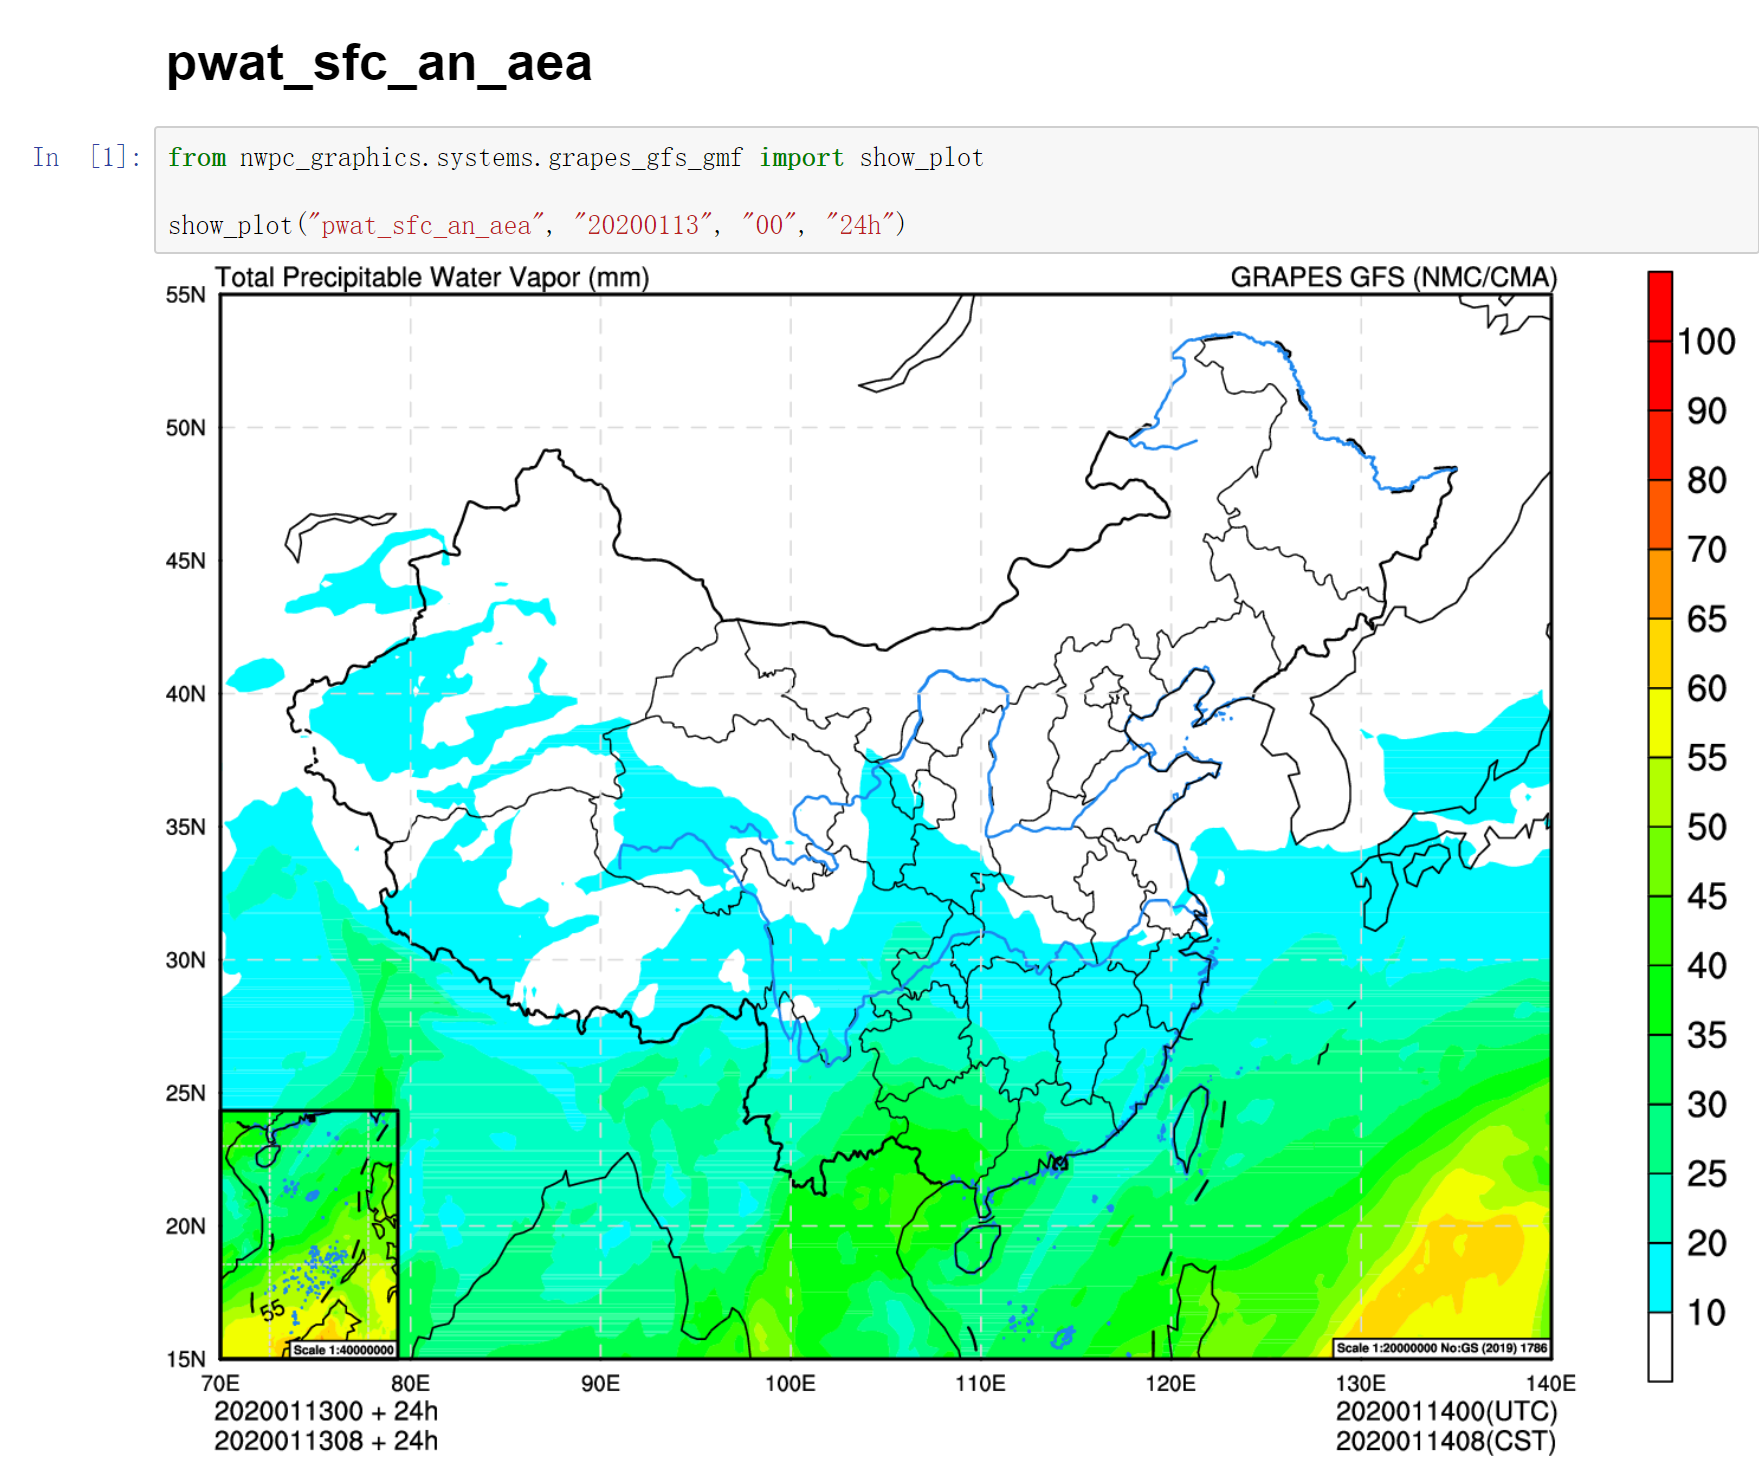 pwat_sfc_an_aea
In [1]:
from nwpc_graphics.systems.grapes_gfs_gmf import show_plot
show_plot("pwat_sfc_an_aea", "20200113", "00", "24h")
Total Precipitable Water Vapor (mm) GRAPES GFS (NMC/CMA)
55N
50N
45N
40N
35N
30N
25N
20N
15N
70E 80E 90E 100E 110E 120E 130E 140E
55
Scale 1:40000000
Scale 1:20000000 No:GS (2019) 1786
100
90
80
70
65
60
55
50
45
40
35
30
25
20
10
2020011300 + 24h 2020011400(UTC)
2020011308 + 24h 2020011408(CST)